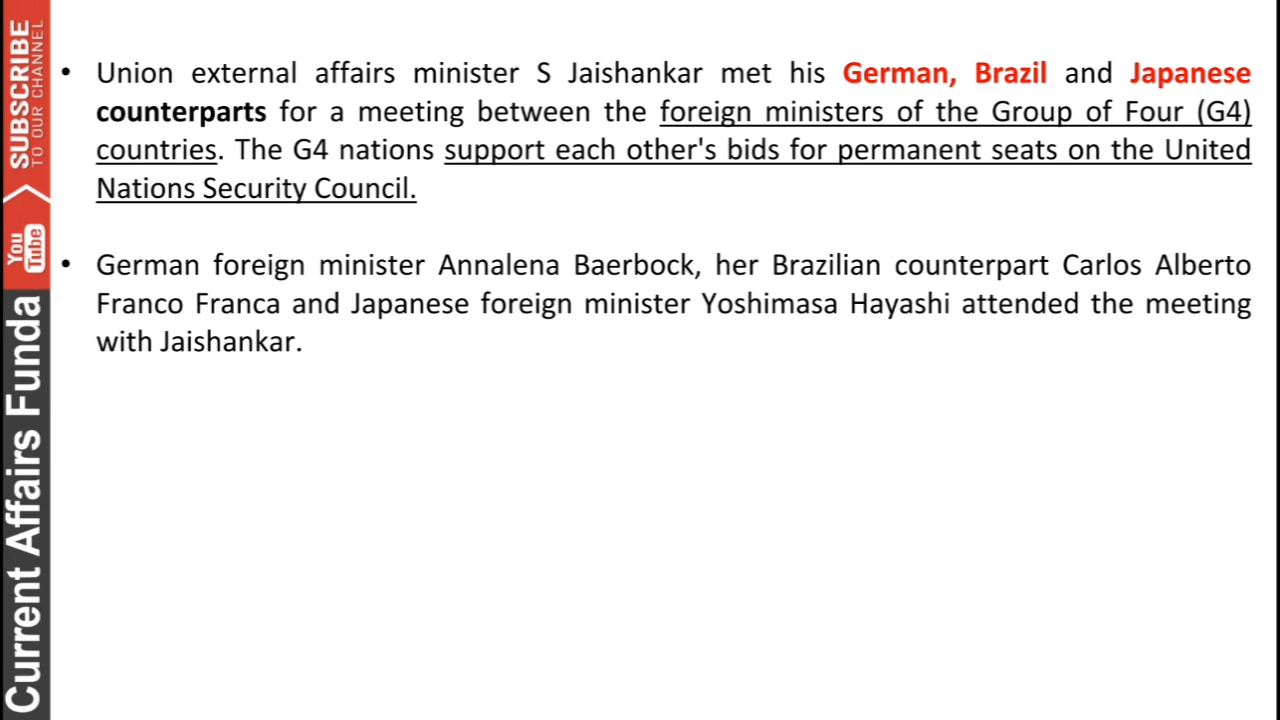 • Union external affairs minister S Jaishankar met his German, Brazil and Japanese
counterparts for a meeting between the foreign ministers of the Group of Four (G4)
countries. The G4 nations support each other's bids for permanent seats on the United
Nations Security Council.
• German foreign minister Annalena Baerbock, her Brazilian counterpart Carlos Alberto
Franco Franca and Japanese foreign minister Yoshimasa Hayashi attended the meeting
with Jaishankar.
SUBSCRIBE
TO OUR CHANNEL
You
Tube
Current Affairs Funda